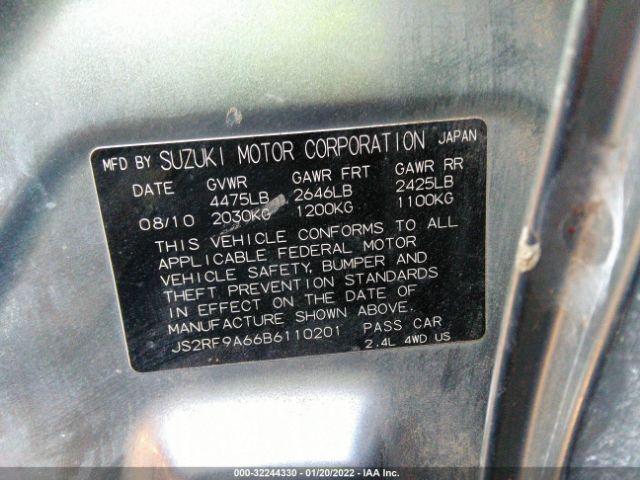 MFD BY SUZUKI MOTOR CORPORATION JAPAN
DATE GVWR GAWR FRT GAWR RR
4475LB 2646LB 2425LB
08/10 2030KG 1200KG 1100KG
THIS VEHICLE CONFORMS TO ALL
APPLICABLE FEDERAL MOTOR
VEHICLE SAFETY, BUMPER AND
THEFT PREVENTION STANDARDS
IN EFFECT ON THE DATE OF
MANUFACTURE SHOWN ABOVE.
JS2RF9A66B6110201 PASS CAR
2.4L 4WD US
000-32244330 - 01/20/2022 - IAA Inc.